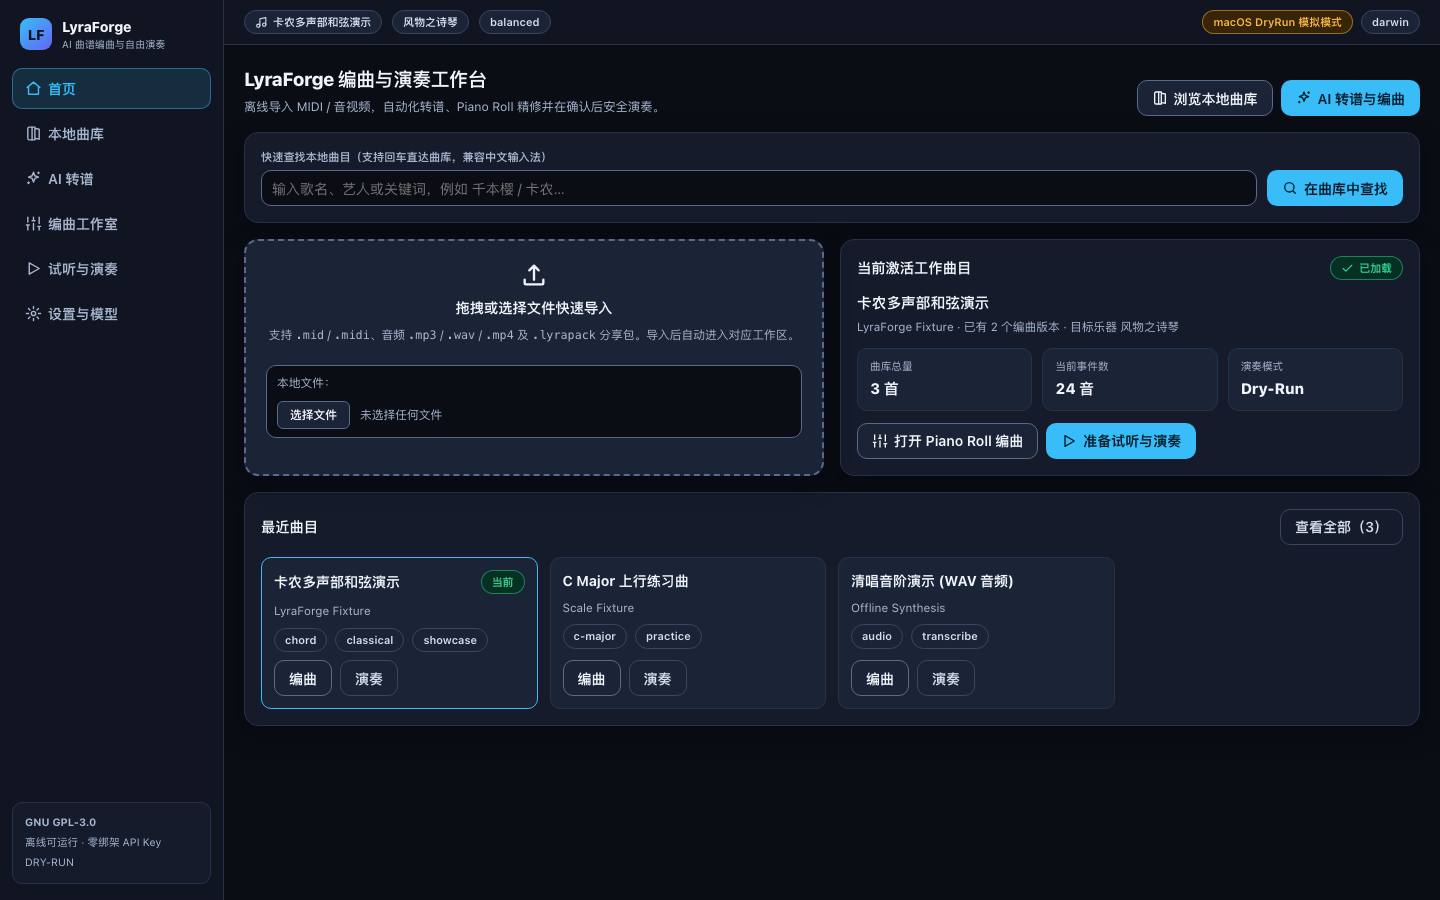 LF
LyraForge
AI 曲谱编曲与自由演奏
首页
本地曲库
AI 转谱
编曲工作室
试听与演奏
设置与模型
GNU GPL-3.0
离线可运行 · 零绑架 API Key
DRY-RUN
卡农多声部和弦演示
风物之诗琴
balanced
macOS DryRun 模拟模式
darwin
LyraForge 编曲与演奏工作台
离线导入 MIDI / 音视频，自动化转谱、Piano Roll 精修并在确认后安全演奏。
浏览本地曲库
AI 转谱与编曲
快速查找本地曲目（支持回车直达曲库，兼容中文输入法）
输入歌名、艺人或关键词，例如 千本樱 / 卡农...
在曲库中查找
拖拽或选择文件快速导入
支持 .mid / .midi、音频 .mp3 / .wav / .mp4 及 .lyrapack 分享包。导入后自动进入对应工作区。
本地文件：
选择文件 未选择任何文件
当前激活工作曲目
已加载
卡农多声部和弦演示
LyraForge Fixture · 已有 2 个编曲版本 · 目标乐器 风物之诗琴
曲库总量
3 首
当前事件数
24 音
演奏模式
Dry-Run
打开 Piano Roll 编曲
准备试听与演奏
最近曲目
查看全部（3）
卡农多声部和弦演示
当前
LyraForge Fixture
chord classical showcase
编曲 演奏
C Major 上行练习曲
Scale Fixture
c-major practice
编曲 演奏
清唱音阶演示 (WAV 音频)
Offline Synthesis
audio transcribe
编曲 演奏